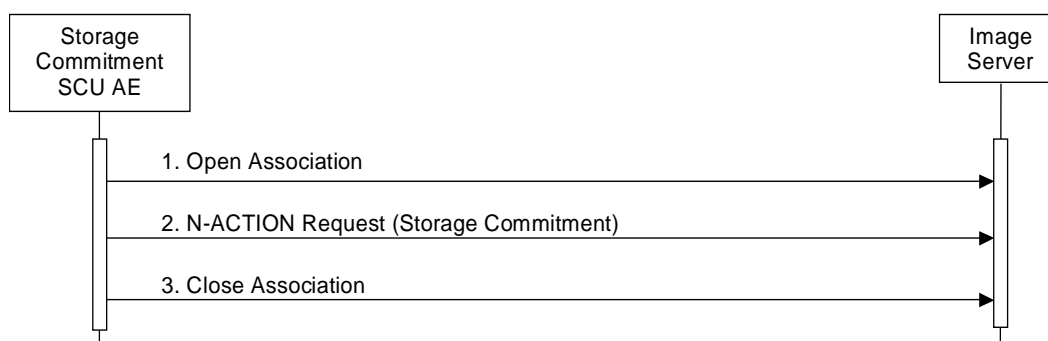 Storage
Commitment
SCU AE
Image
Server
1. Open Association
2. N-ACTION Request (Storage Commitment)
3. Close Association